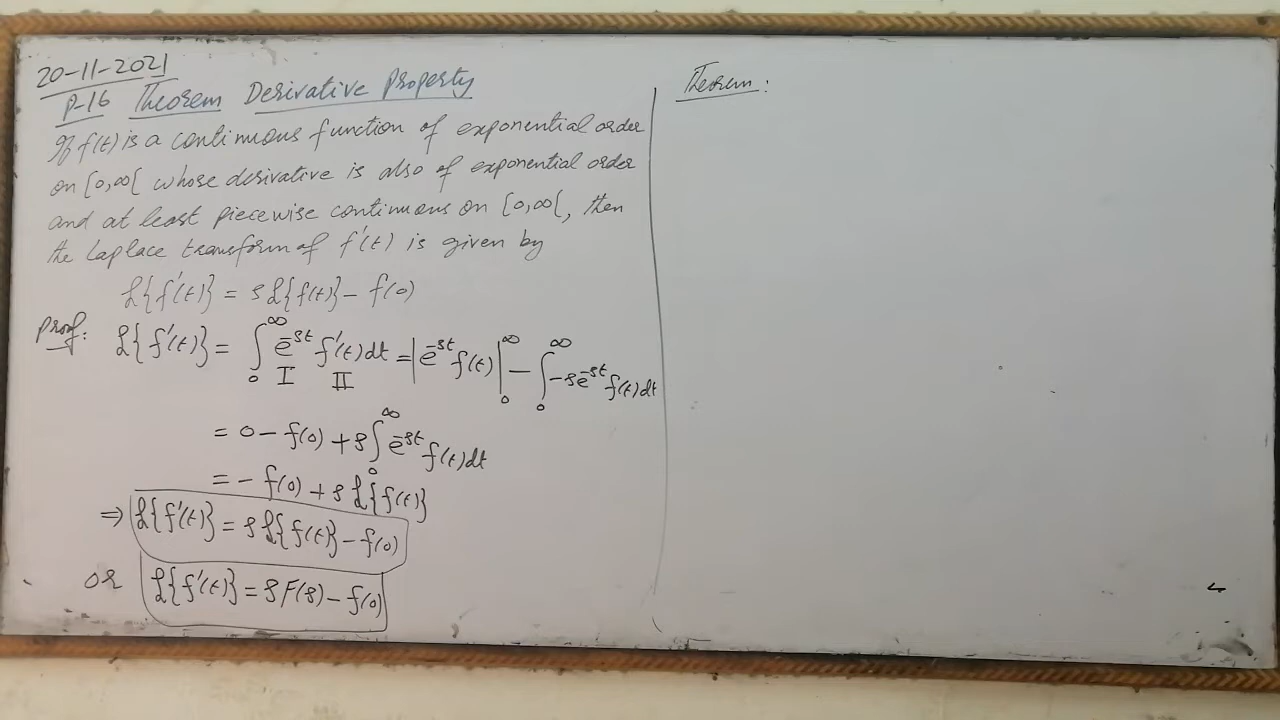 20-11-2021
P-16 Theorem Derivative Property
If f(t) is a continuous function of exponential order
on [0,∞[ whose derivative is also of exponential order
and at least piecewise continuous on [0,∞[, then
the Laplace transform of f'(t) is given by
ℒ{f'(t)} = sℒ{f(t)} - f(0)
Proof: ℒ{f'(t)} = ∫₀^∞ e^{-st} f'(t)dt = |e^{-st} f(t)|₀^∞ - ∫₀^∞ -se^{-st} f(t)dt
I II
= 0 - f(0) + s∫₀^∞ e^{-st} f(t)dt
= - f(0) + sℒ{f(t)}
⇒ ℒ{f'(t)} = sℒ{f(t)} - f(0)
or ℒ{f'(t)} = sF(s) - f(0)
Theorem: